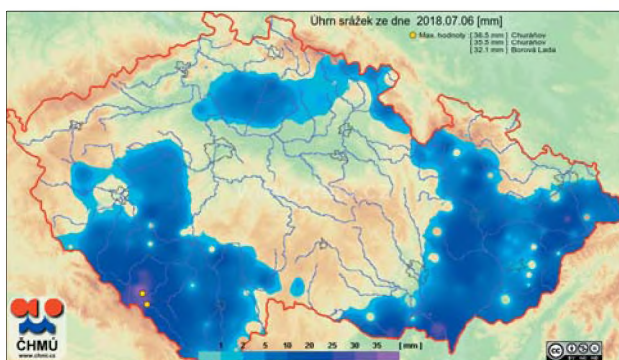 Úhrn srážek ze dne 2018.07.06 [mm]
Max. hodnoty [ 36.5 mm ] Churáňov
[ 35.5 mm ] Churáňov
[ 32.1 mm ] Borová Lada
ČHMÚ
www.chmi.cz
1 2 5 10 20 30 35 [ mm ]
cc